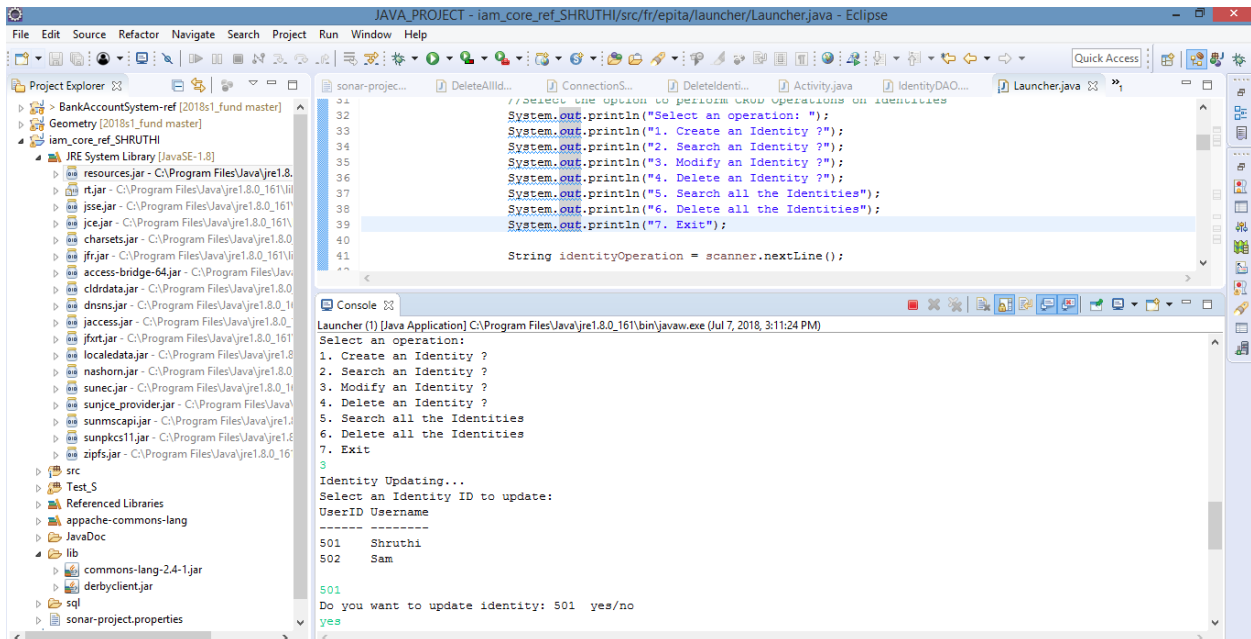 JAVA_PROJECT - iam_core_ref_SHRUTHI/src/fr/epita/launcher/Launcher.java - Eclipse
File Edit Source Refactor Navigate Search Project Run Window Help
Quick Access
Project Explorer
> BankAccountSystem-ref [2018s1_fund master]
Geometry [2018s1_fund master]
iam_core_ref_SHRUTHI
JRE System Library [JavaSE-1.8]
resources.jar - C:\Program Files\Java\jre1.8.
rt.jar - C:\Program Files\Java\jre1.8.0_161\li
jsse.jar - C:\Program Files\Java\jre1.8.0_161\
jce.jar - C:\Program Files\Java\jre1.8.0_161\
charsets.jar - C:\Program Files\Java\jre1.8.0
jfr.jar - C:\Program Files\Java\jre1.8.0_161\li
access-bridge-64.jar - C:\Program Files\Java
cldrdata.jar - C:\Program Files\Java\jre1.8.0
dnsns.jar - C:\Program Files\Java\jre1.8.0_1
jaccess.jar - C:\Program Files\Java\jre1.8.0_
jfxrt.jar - C:\Program Files\Java\jre1.8.0_161
localedata.jar - C:\Program Files\Java\jre1.8
nashorn.jar - C:\Program Files\Java\jre1.8.0
sunec.jar - C:\Program Files\Java\jre1.8.0_1
sunjce_provider.jar - C:\Program Files\Java\
sunmscapi.jar - C:\Program Files\Java\jre1.
sunpkcs11.jar - C:\Program Files\Java\jre1.8
zipfs.jar - C:\Program Files\Java\jre1.8.0_16
src
Test_S
Referenced Libraries
appache-commons-lang
JavaDoc
lib
commons-lang-2.4-1.jar
derbyclient.jar
sql
sonar-project.properties
sonar-projec... DeleteAllId... ConnectionS... DeleteIdenti... Activity.java IdentityDAO.... Launcher.java »1
31 //Select the option to perform CRUD Operations on identities
32 System.out.println("Select an operation: ");
33 System.out.println("1. Create an Identity ?");
34 System.out.println("2. Search an Identity ?");
35 System.out.println("3. Modify an Identity ?");
36 System.out.println("4. Delete an Identity ?");
37 System.out.println("5. Search all the Identities");
38 System.out.println("6. Delete all the Identities");
39 System.out.println("7. Exit");
40
41 String identityOperation = scanner.nextLine();
Console
Launcher (1) [Java Application] C:\Program Files\Java\jre1.8.0_161\bin\javaw.exe (Jul 7, 2018, 3:11:24 PM)
Select an operation:
1. Create an Identity ?
2. Search an Identity ?
3. Modify an Identity ?
4. Delete an Identity ?
5. Search all the Identities
6. Delete all the Identities
7. Exit
3
Identity Updating...
Select an Identity ID to update:
UserID Username
------ --------
501 Shruthi
502 Sam
501
Do you want to update identity: 501 yes/no
yes